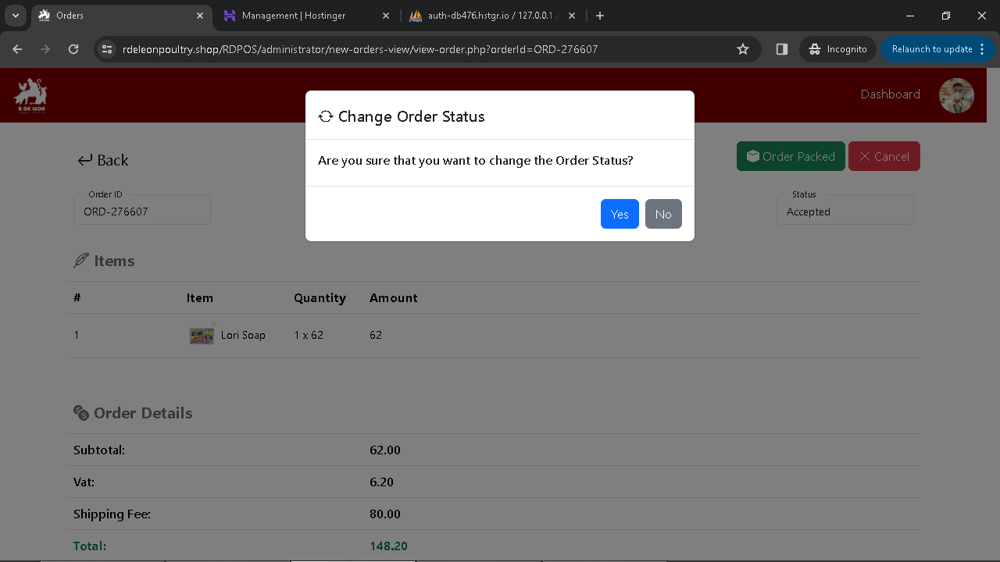 Orders
Management | Hostinger
auth-db476.hstgr.io / 127.0.0.1 /
rdeleonpoultry.shop/RDPOS/administrator/new-orders-view/view-order.php?orderId=ORD-276607
Incognito
Relaunch to update
R DE LEON
Dashboard
Change Order Status
Are you sure that you want to change the Order Status?
Yes
No
Back
Order Packed
Cancel
Order ID
ORD-276607
Status
Accepted
Items
# Item Quantity Amount
1 Lori Soap 1 x 62 62
Order Details
Subtotal: 62.00
Vat: 6.20
Shipping Fee: 80.00
Total: 148.20